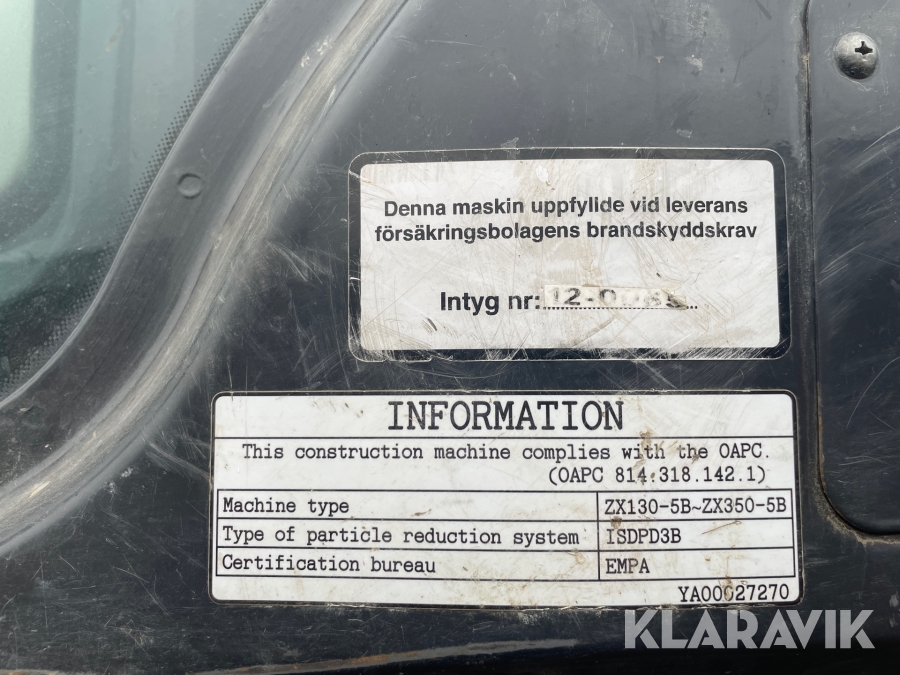 Denna maskin uppfyllde vid leverans
försäkringsbolagens brandskyddskrav
Intyg nr:
INFORMATION
This construction machine complies with the OAPC.
(OAPC 814.318.142.1)
Machine type ZX130-5B~ZX350-5B
Type of particle reduction system ISDPD3B
Certification bureau EMPA
YA00027270
KLARAVIK